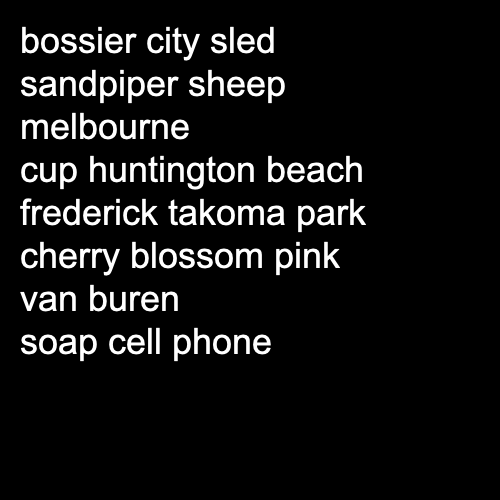 bossier city sled
sandpiper sheep
melbourne
cup huntington beach
frederick takoma park
cherry blossom pink
van buren
soap cell phone